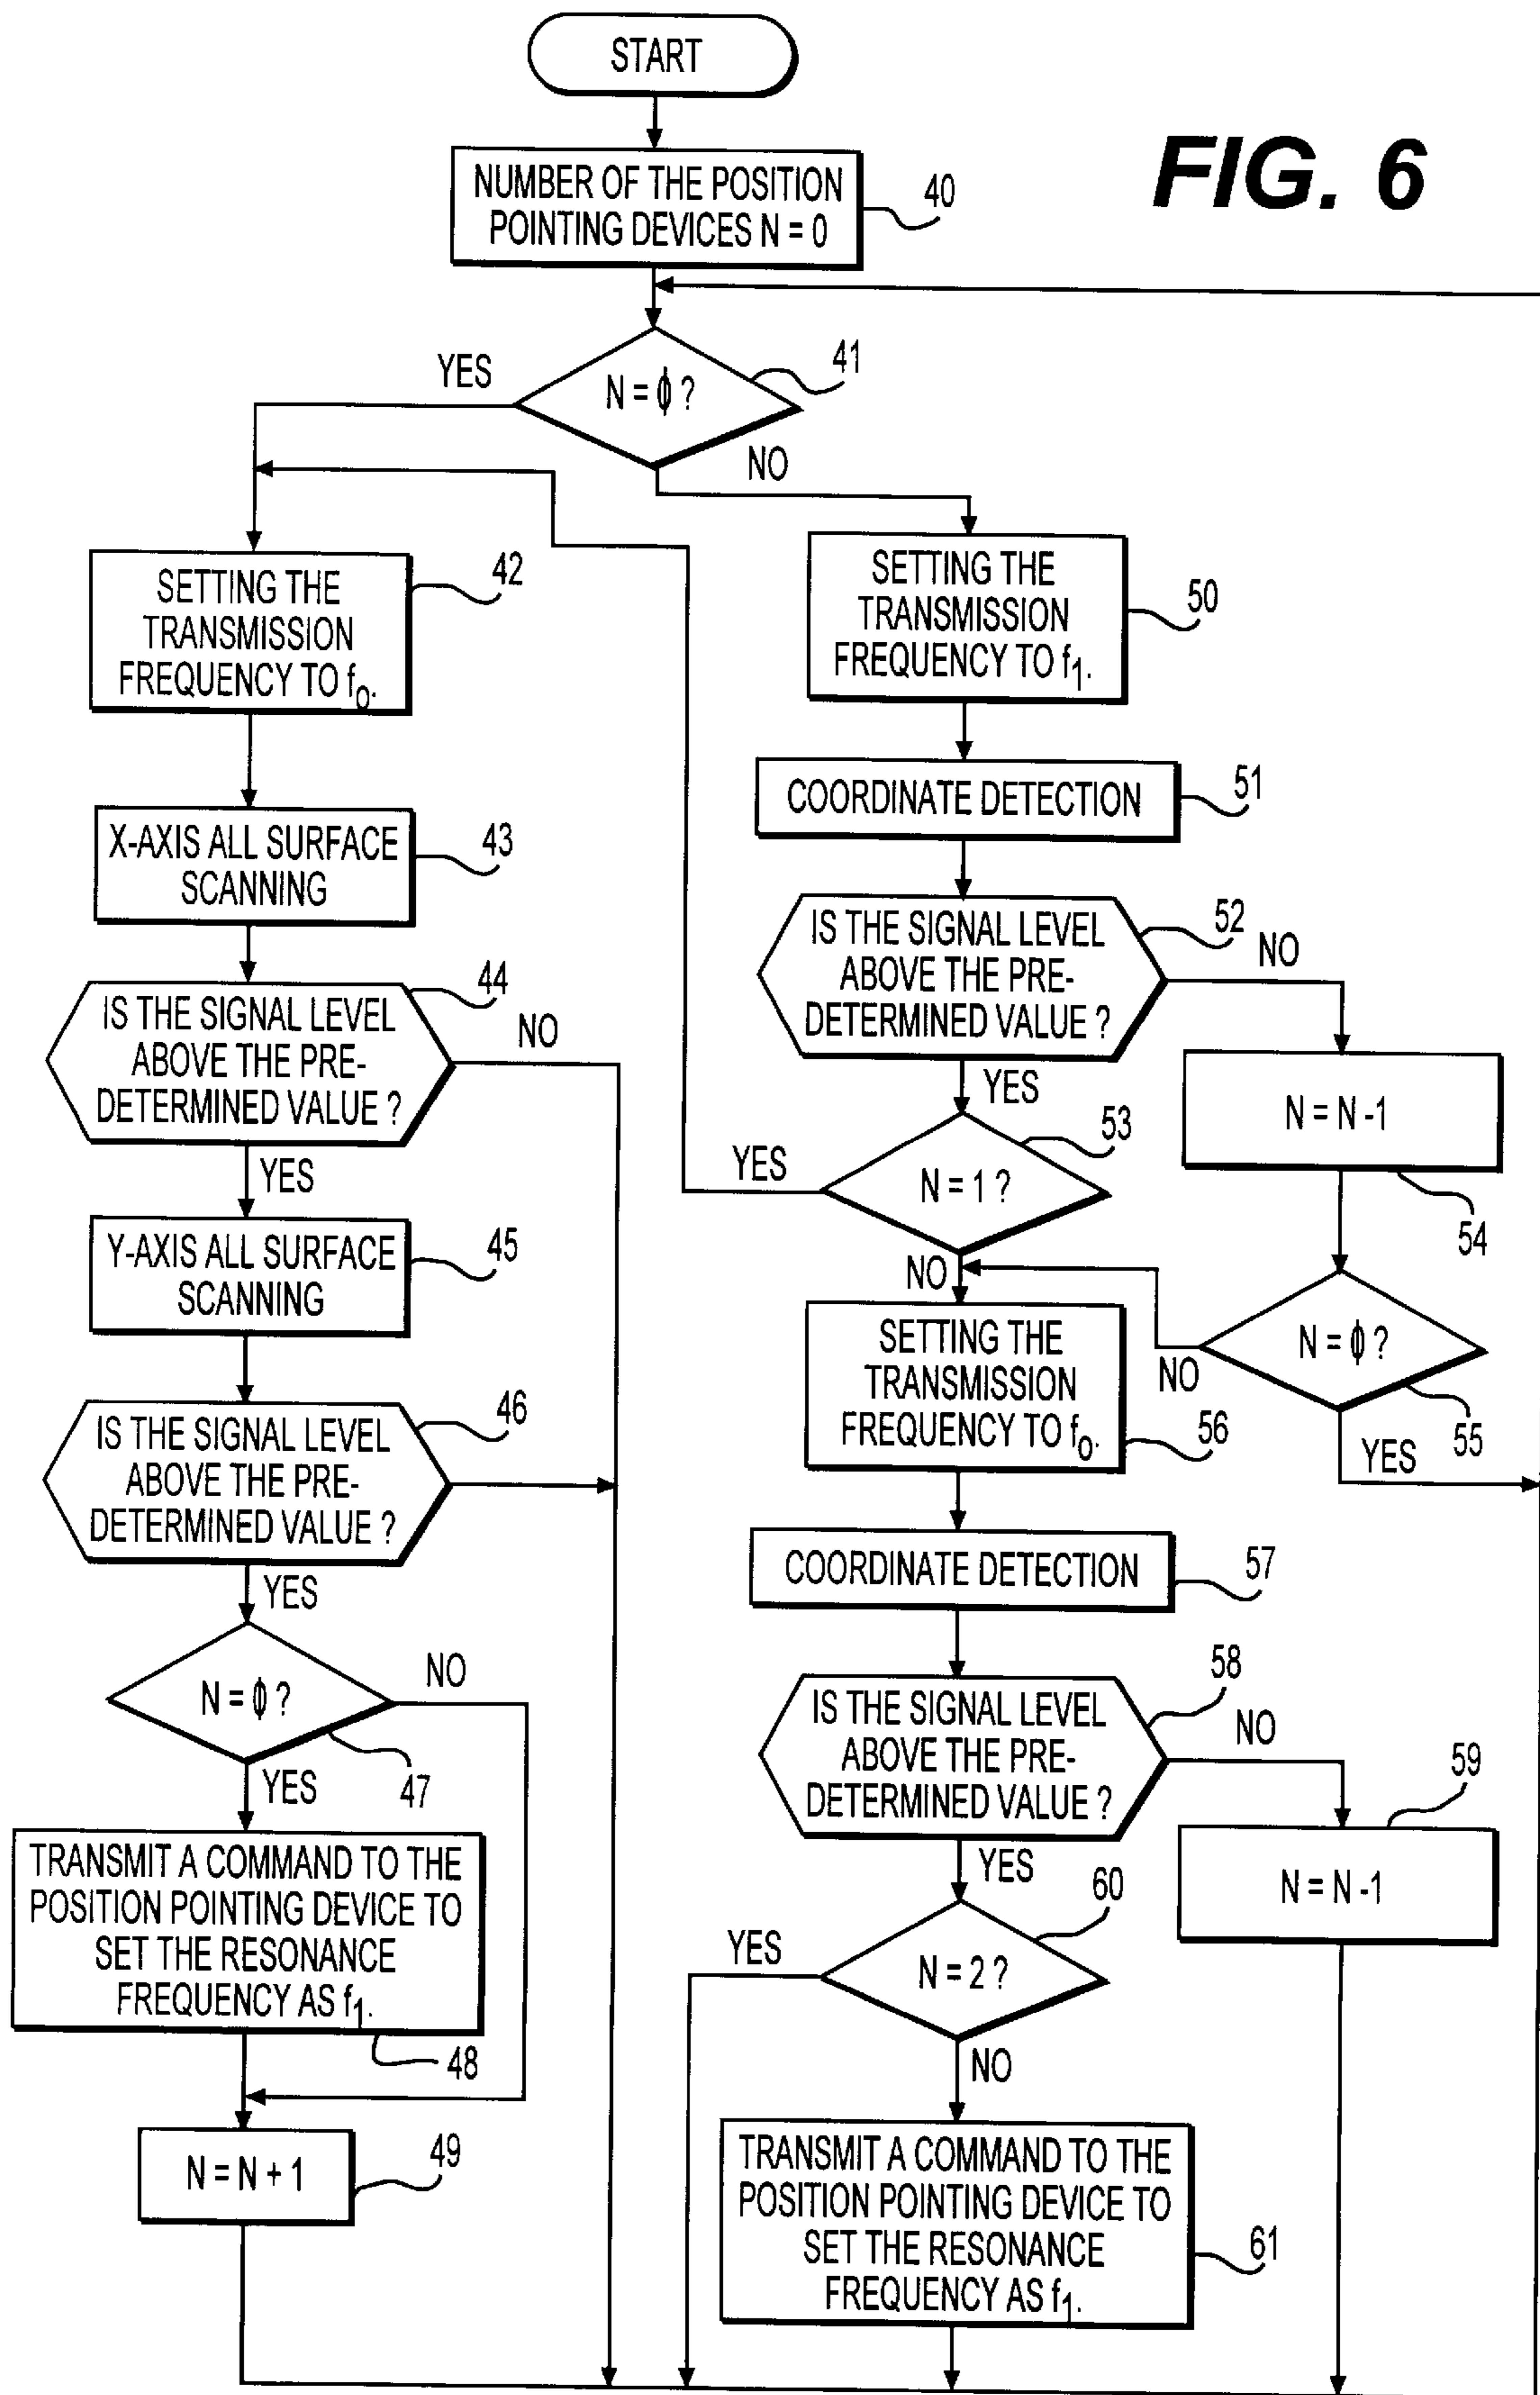 START
FIG. 6
NUMBER OF THE POSITION
POINTING DEVICES N = 0
40
N = ϕ ?
41
YES
NO
SETTING THE
TRANSMISSION
FREQUENCY TO f₀.
42
X-AXIS ALL SURFACE
SCANNING
43
IS THE SIGNAL LEVEL
ABOVE THE PRE-
DETERMINED VALUE ?
44
NO
YES
Y-AXIS ALL SURFACE
SCANNING
45
IS THE SIGNAL LEVEL
ABOVE THE PRE-
DETERMINED VALUE ?
46
YES
N = ϕ ?
NO
47
YES
TRANSMIT A COMMAND TO THE
POSITION POINTING DEVICE TO
SET THE RESONANCE
FREQUENCY AS f₁.
48
N = N + 1
49
SETTING THE
TRANSMISSION
FREQUENCY TO f₁.
50
COORDINATE DETECTION
51
IS THE SIGNAL LEVEL
ABOVE THE PRE-
DETERMINED VALUE ?
52
NO
YES
N = 1 ?
53
YES
NO
N = N -1
54
N = ϕ ?
NO
55
YES
SETTING THE
TRANSMISSION
FREQUENCY TO f₀.
56
COORDINATE DETECTION
57
IS THE SIGNAL LEVEL
ABOVE THE PRE-
DETERMINED VALUE ?
58
NO
YES
N = N -1
59
N = 2 ?
60
YES
NO
TRANSMIT A COMMAND TO THE
POSITION POINTING DEVICE TO
SET THE RESONANCE
FREQUENCY AS f₁.
61